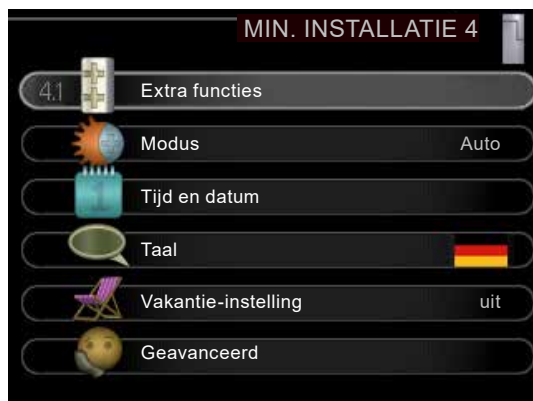 MIN. INSTALLATIE 4
4.1 Extra functies
Modus Auto
Tijd en datum
Taal
Vakantie-instelling uit
Geavanceerd